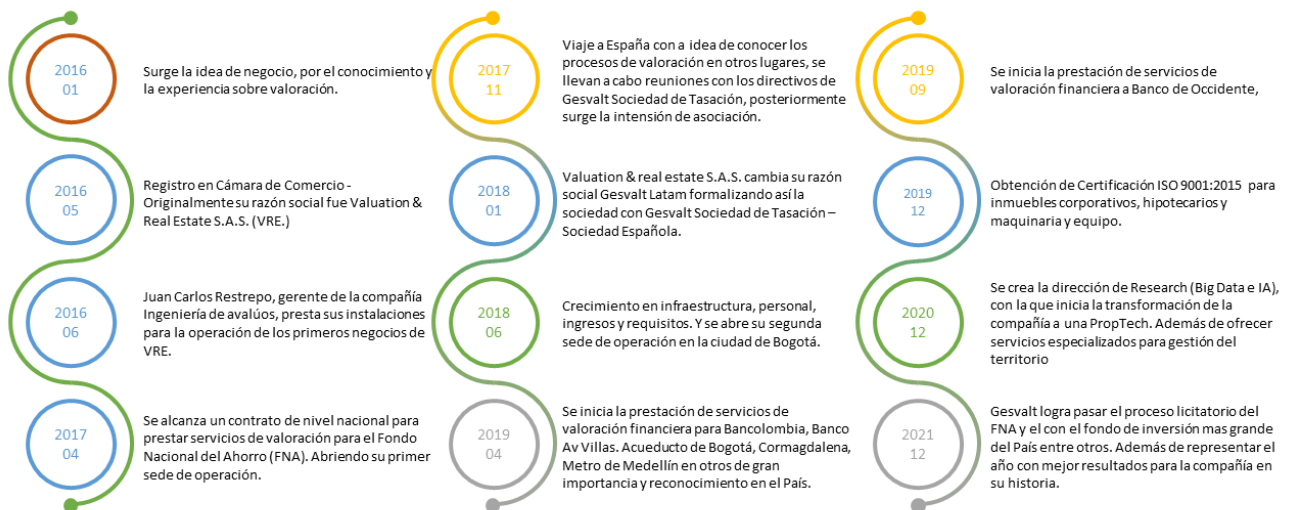 2016
01
Surge la idea de negocio, por el conocimiento y
la experiencia sobre valoración.
2016
05
Registro en Cámara de Comercio -
Originalmente su razón social fue Valuation &
Real Estate S.A.S. (VRE.)
2016
06
Juan Carlos Restrepo, gerente de la compañía
Ingeniería de avalúos, presta sus instalaciones
para la operación de los primeros negocios de
VRE.
2017
04
Se alcanza un contrato de nivel nacional para
prestar servicios de valoración para el Fondo
Nacional del Ahorro (FNA). Abriendo su primer
sede de operación.
2017
11
Viaje a España con a idea de conocer los
procesos de valoración en otros lugares, se
llevan a cabo reuniones con los directivos de
Gesvalt Sociedad de Tasación, posteriormente
surge la intensión de asociación.
2018
01
Valuation & real estate S.A.S. cambia su razón
social Gesvalt Latam formalizando así la
sociedad con Gesvalt Sociedad de Tasación –
Sociedad Española.
2018
06
Crecimiento en infraestructura, personal,
ingresos y requisitos. Y se abre su segunda
sede de operación en la ciudad de Bogotá.
2019
04
Se inicia la prestación de servicios de
valoración financiera para Bancolombia, Banco
Av Villas. Acueducto de Bogotá, Cormagdalena,
Metro de Medellín en otros de gran
importancia y reconocimiento en el País.
2019
09
Se inicia la prestación de servicios de
valoración financiera a Banco de Occidente,
2019
12
Obtención de Certificación ISO 9001:2015 para
inmuebles corporativos, hipotecarios y
maquinaria y equipo.
2020
12
Se crea la dirección de Research (Big Data e IA),
con la que inicia la transformación de la
compañía a una PropTech. Además de ofrecer
servicios especializados para gestión del
territorio
2021
12
Gesvalt logra pasar el proceso licitatorio del
FNA y el con el fondo de inversión mas grande
del País entre otros. Además de representar el
año con mejor resultados para la compañía en
su historia.